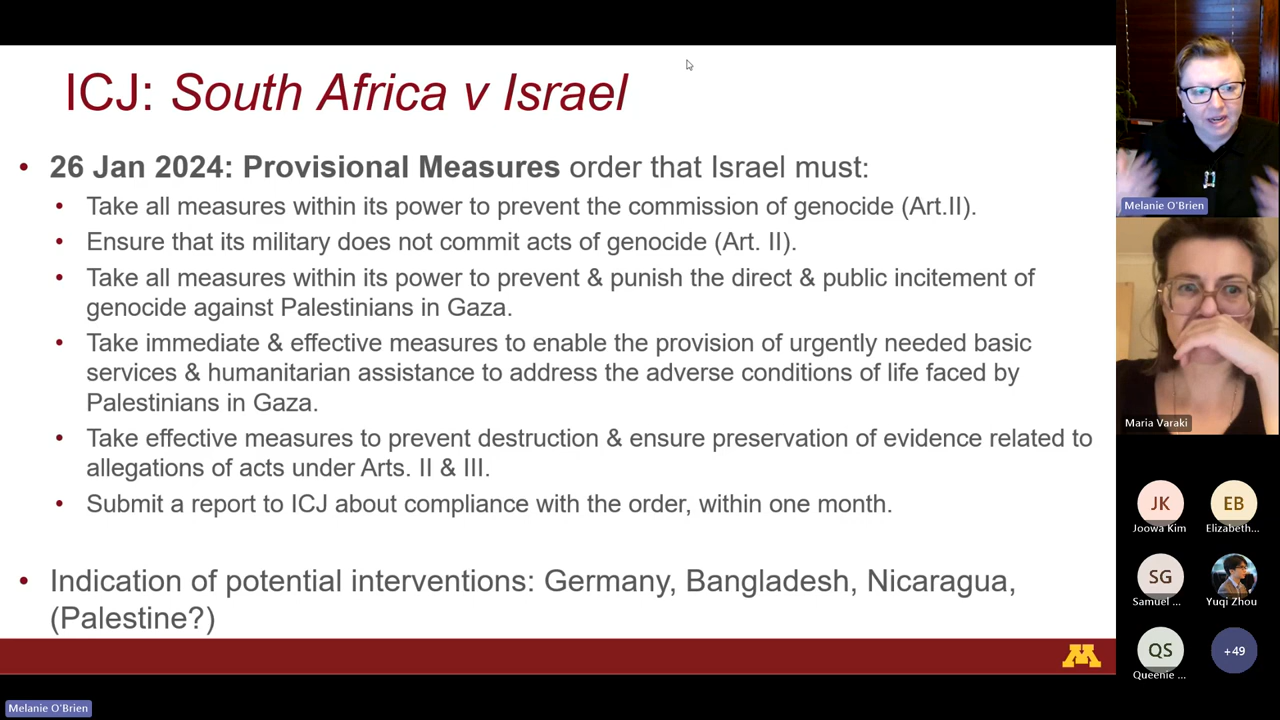 ICJ: South Africa v Israel
• 26 Jan 2024: Provisional Measures order that Israel must:
• Take all measures within its power to prevent the commission of genocide (Art.II).
• Ensure that its military does not commit acts of genocide (Art. II).
• Take all measures within its power to prevent & punish the direct & public incitement of
genocide against Palestinians in Gaza.
• Take immediate & effective measures to enable the provision of urgently needed basic
services & humanitarian assistance to address the adverse conditions of life faced by
Palestinians in Gaza.
• Take effective measures to prevent destruction & ensure preservation of evidence related to
allegations of acts under Arts. II & III.
• Submit a report to ICJ about compliance with the order, within one month.
• Indication of potential interventions: Germany, Bangladesh, Nicaragua,
(Palestine?)
M
Melanie O'Brien
Maria Varaki
JK
Joowa Kim
EB
Elizabeth...
SG
Samuel ...
Yuqi Zhou
QS
Queenie ...
+49
Melanie O'Brien